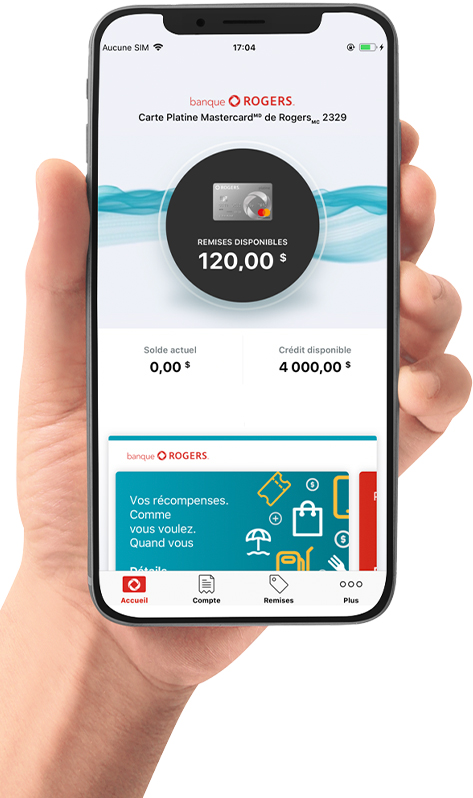 Aucune SIM 17:04
banque ROGERS.
Carte Platine Mastercardᴹᴰ de Rogers MC 2329
ROGERS
REMISES DISPONIBLES
120,00 $
Solde actuel Crédit disponible
0,00 $ 4 000,00 $
banque ROGERS.
Vos récompenses.
Comme
vous voulez.
Quand vous
Détails
Accueil Compte Remises Plus